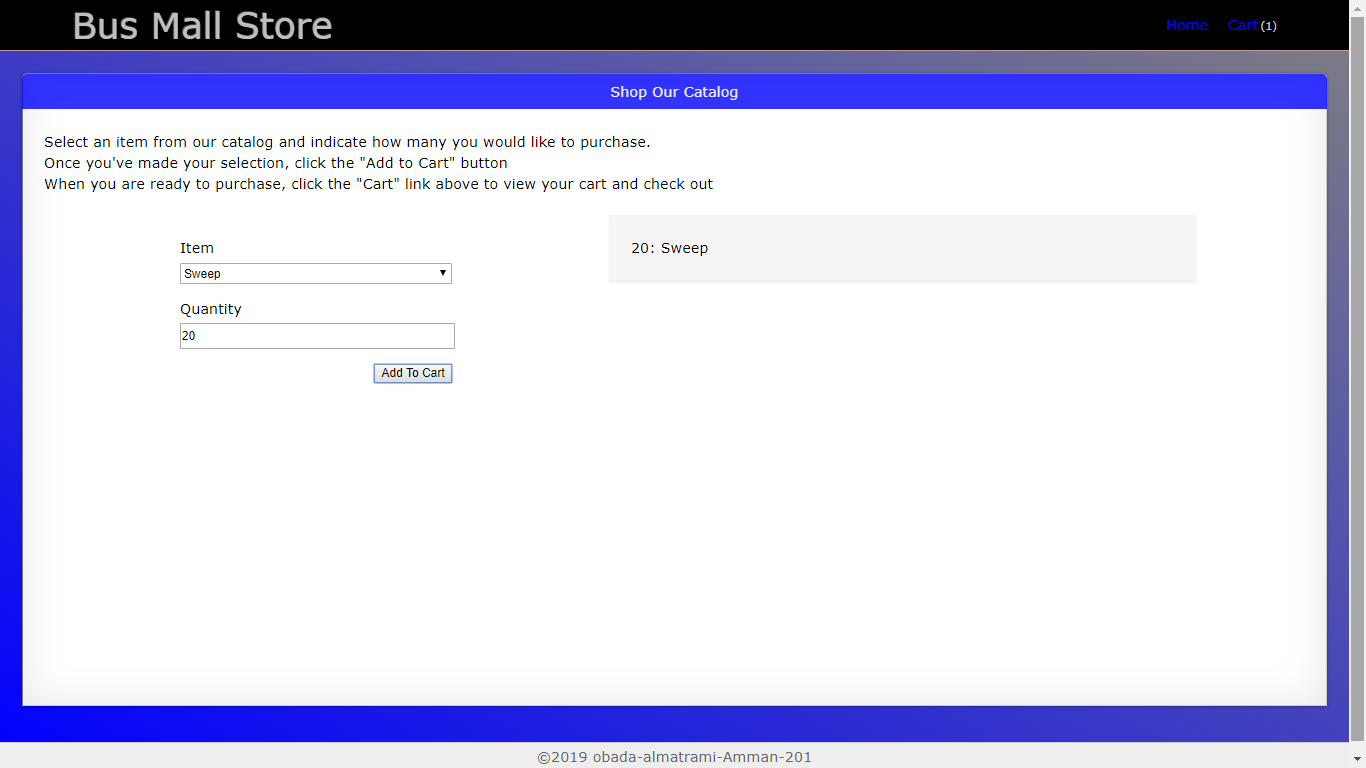 Bus Mall Store
Home Cart (1)
Shop Our Catalog
Select an item from our catalog and indicate how many you would like to purchase.
Once you've made your selection, click the "Add to Cart" button
When you are ready to purchase, click the "Cart" link above to view your cart and check out
Item
Sweep
Quantity
20
Add To Cart
20: Sweep
©2019 obada-almatrami-Amman-201